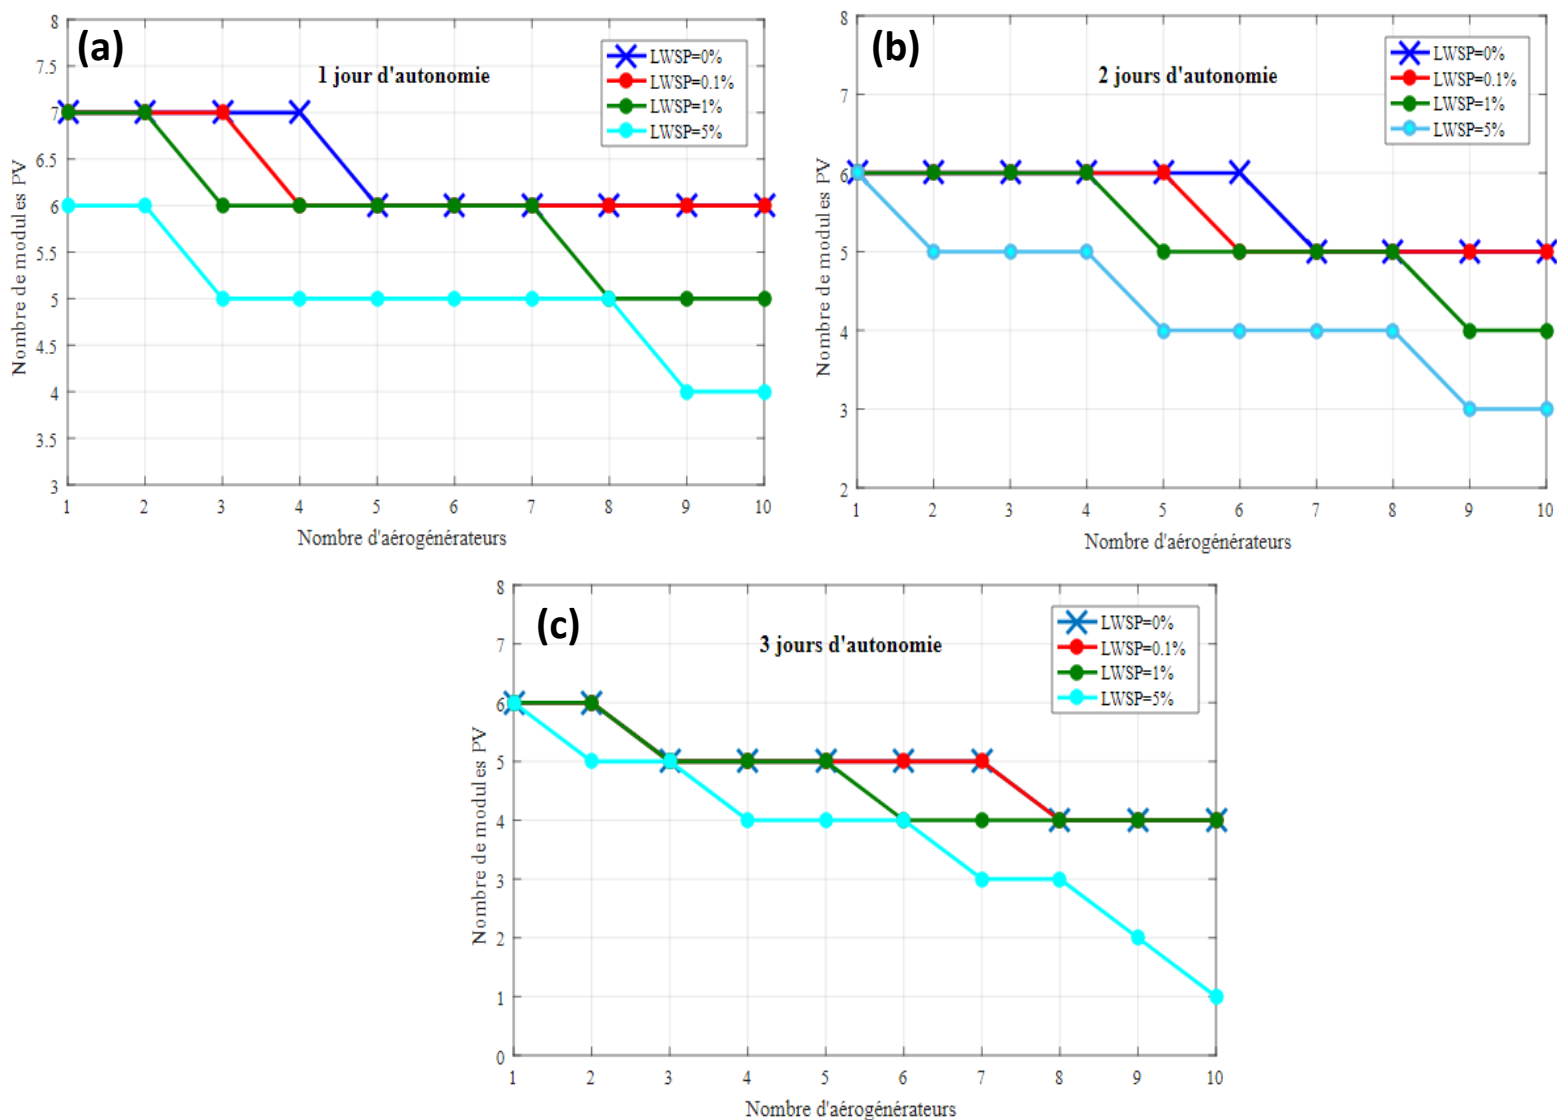 (a)
1 jour d'autonomie
LWSP=0%
LWSP=0.1%
LWSP=1%
LWSP=5%
8
7.5
7
6.5
6
5.5
5
4.5
4
3.5
3
Nombre de modules PV
1 2 3 4 5 6 7 8 9 10
Nombre d'aérogénérateurs
(b)
2 jours d'autonomie
LWSP=0%
LWSP=0.1%
LWSP=1%
LWSP=5%
8
7
6
5
4
3
2
Nombre de modules PV
1 2 3 4 5 6 7 8 9 10
Nombre d'aérogénérateurs
(c)
3 jours d'autonomie
LWSP=0%
LWSP=0.1%
LWSP=1%
LWSP=5%
8
7
6
5
4
3
2
1
0
Nombre de modules PV
1 2 3 4 5 6 7 8 9 10
Nombre d'aérogénérateurs